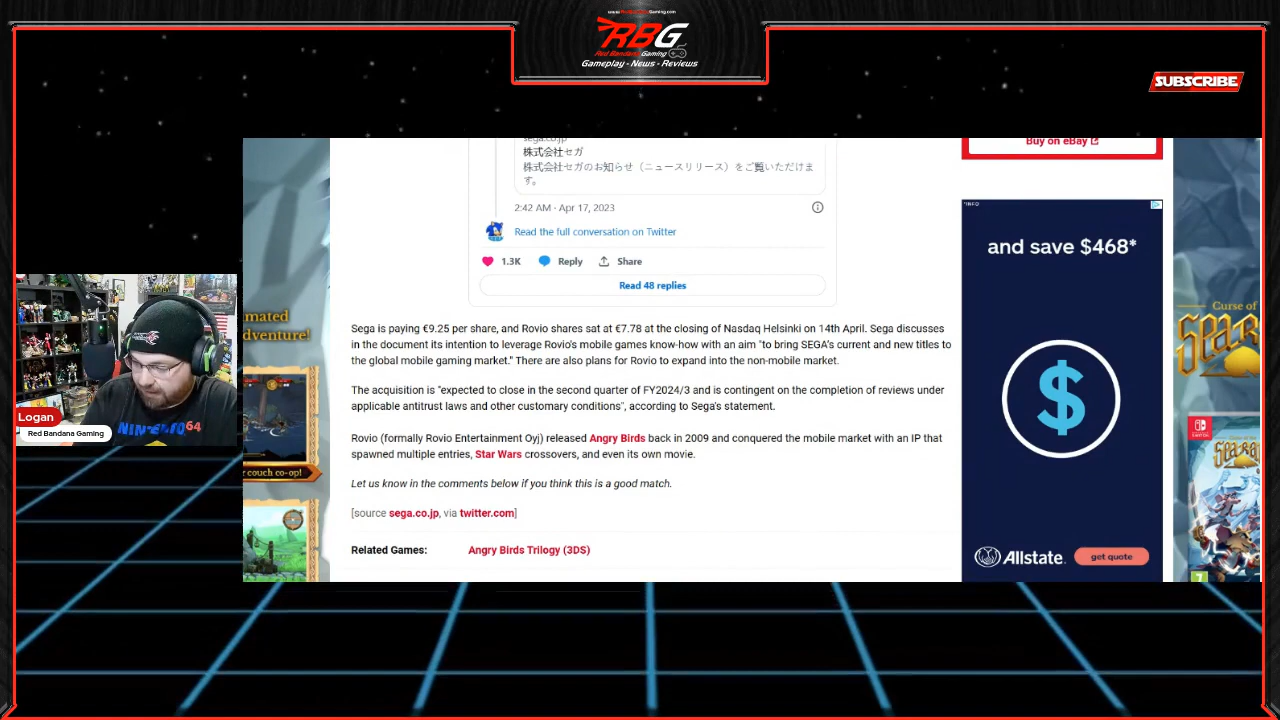 www.RedBandanaGaming.com
RBG
Red Bandana Gaming
Gameplay - News - Reviews
SUBSCRIBE
sega.co.jp
株式会社セガ
株式会社セガのお知らせ（ニュースリリース）をご覧いただけま
す。
2:42 AM · Apr 17, 2023
Read the full conversation on Twitter
1.3K Reply Share
Read 48 replies
Sega is paying €9.25 per share, and Rovio shares sat at €7.78 at the closing of Nasdaq Helsinki on 14th April. Sega discusses
in the document its intention to leverage Rovio's mobile games know-how with an aim "to bring SEGA's current and new titles to
the global mobile gaming market." There are also plans for Rovio to expand into the non-mobile market.
The acquisition is "expected to close in the second quarter of FY2024/3 and is contingent on the completion of reviews under
applicable antitrust laws and other customary conditions", according to Sega's statement.
Rovio (formally Rovio Entertainment Oyj) released Angry Birds back in 2009 and conquered the mobile market with an IP that
spawned multiple entries, Star Wars crossovers, and even its own movie.
Let us know in the comments below if you think this is a good match.
[source sega.co.jp, via twitter.com]
Related Games: Angry Birds Trilogy (3DS)
Buy on eBay
*INFO
and save $468*
$
Allstate. get quote
Curse of
Sea
7
mated
dventure!
r couch co-op!
Logan
Red Bandana Gaming
NINTENDO 64